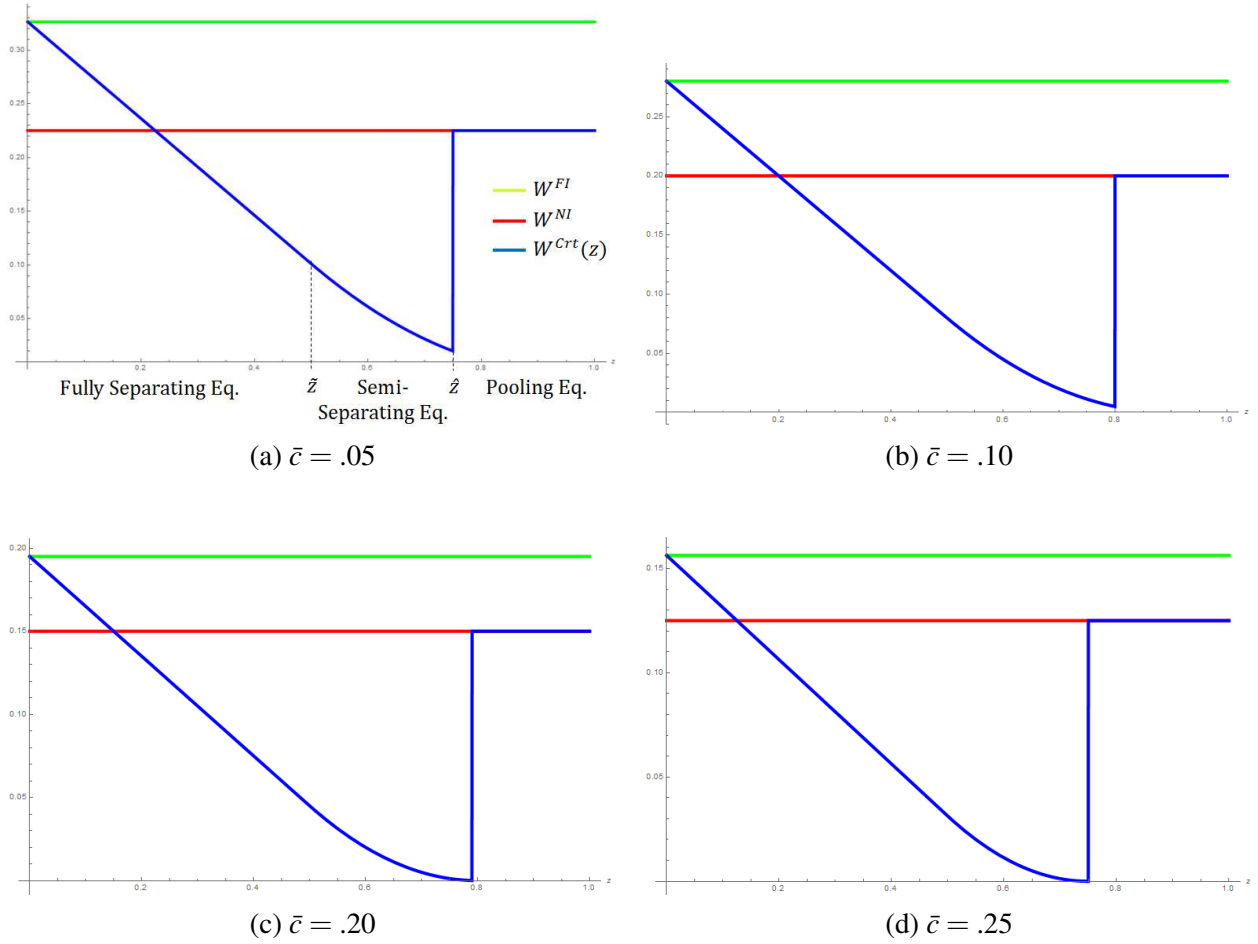 0.30
0.25
0.20
0.15
0.10
0.05
0.2
0.4
0.6
0.8
1.0
z
W^{FI}
W^{NI}
W^{Crt}(z)
Fully Separating Eq.
z̃
Semi-
Separating Eq.
ẑ
Pooling Eq.
(a) c̄ = .05
0.25
0.20
0.15
0.10
0.05
0.2
0.4
0.6
0.8
1.0
z
(b) c̄ = .10
0.20
0.15
0.10
0.05
0.2
0.4
0.6
0.8
1.0
z
(c) c̄ = .20
0.15
0.10
0.05
0.2
0.4
0.6
0.8
1.0
z
(d) c̄ = .25